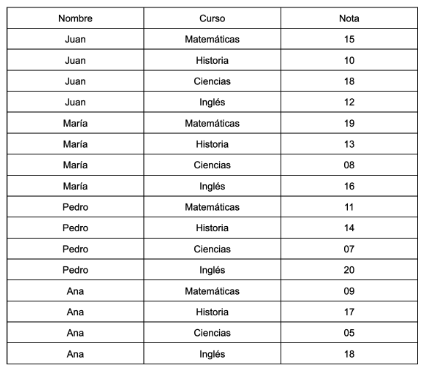 Nombre Curso Nota
Juan Matemáticas 15
Juan Historia 10
Juan Ciencias 18
Juan Inglés 12
María Matemáticas 19
María Historia 13
María Ciencias 08
María Inglés 16
Pedro Matemáticas 11
Pedro Historia 14
Pedro Ciencias 07
Pedro Inglés 20
Ana Matemáticas 09
Ana Historia 17
Ana Ciencias 05
Ana Inglés 18